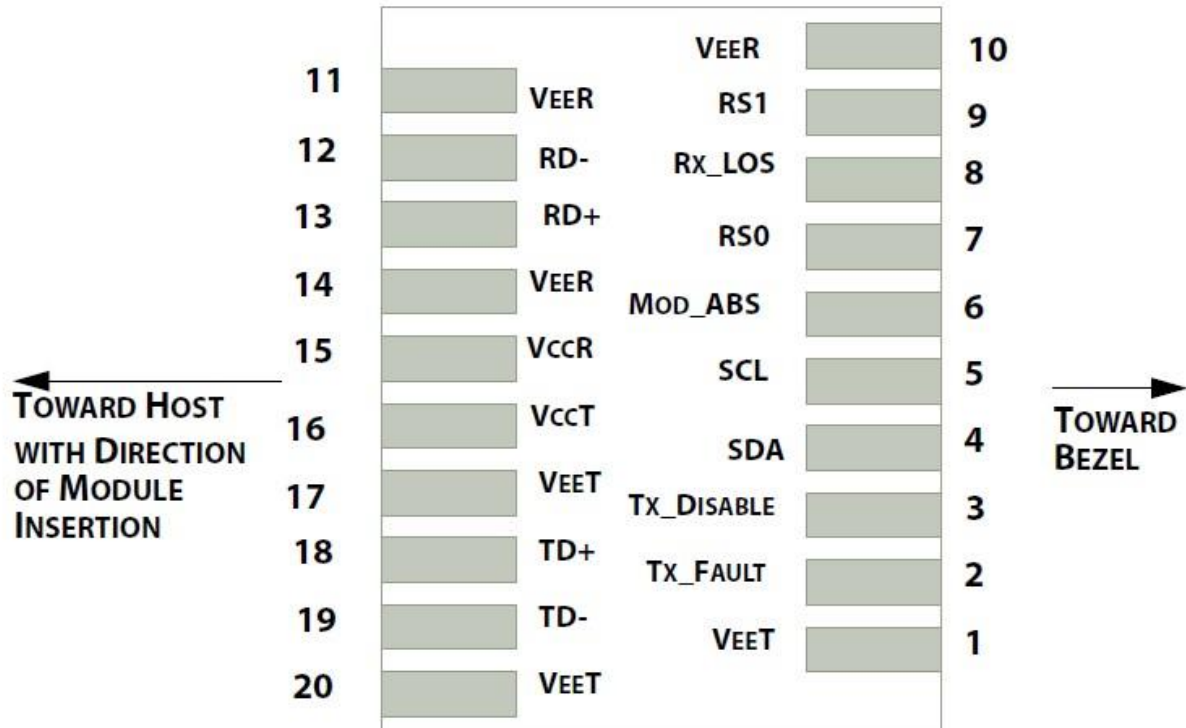 11 VEER
12 RD-
13 RD+
14 VEER
15 VCCR
16 VCCT
17 VEET
18 TD+
19 TD-
20 VEET
VEER 10
RS1 9
RX_LOS 8
RS0 7
MOD_ABS 6
SCL 5
SDA 4
TX_DISABLE 3
TX_FAULT 2
VEET 1
TOWARD HOST
WITH DIRECTION
OF MODULE
INSERTION
TOWARD
BEZEL